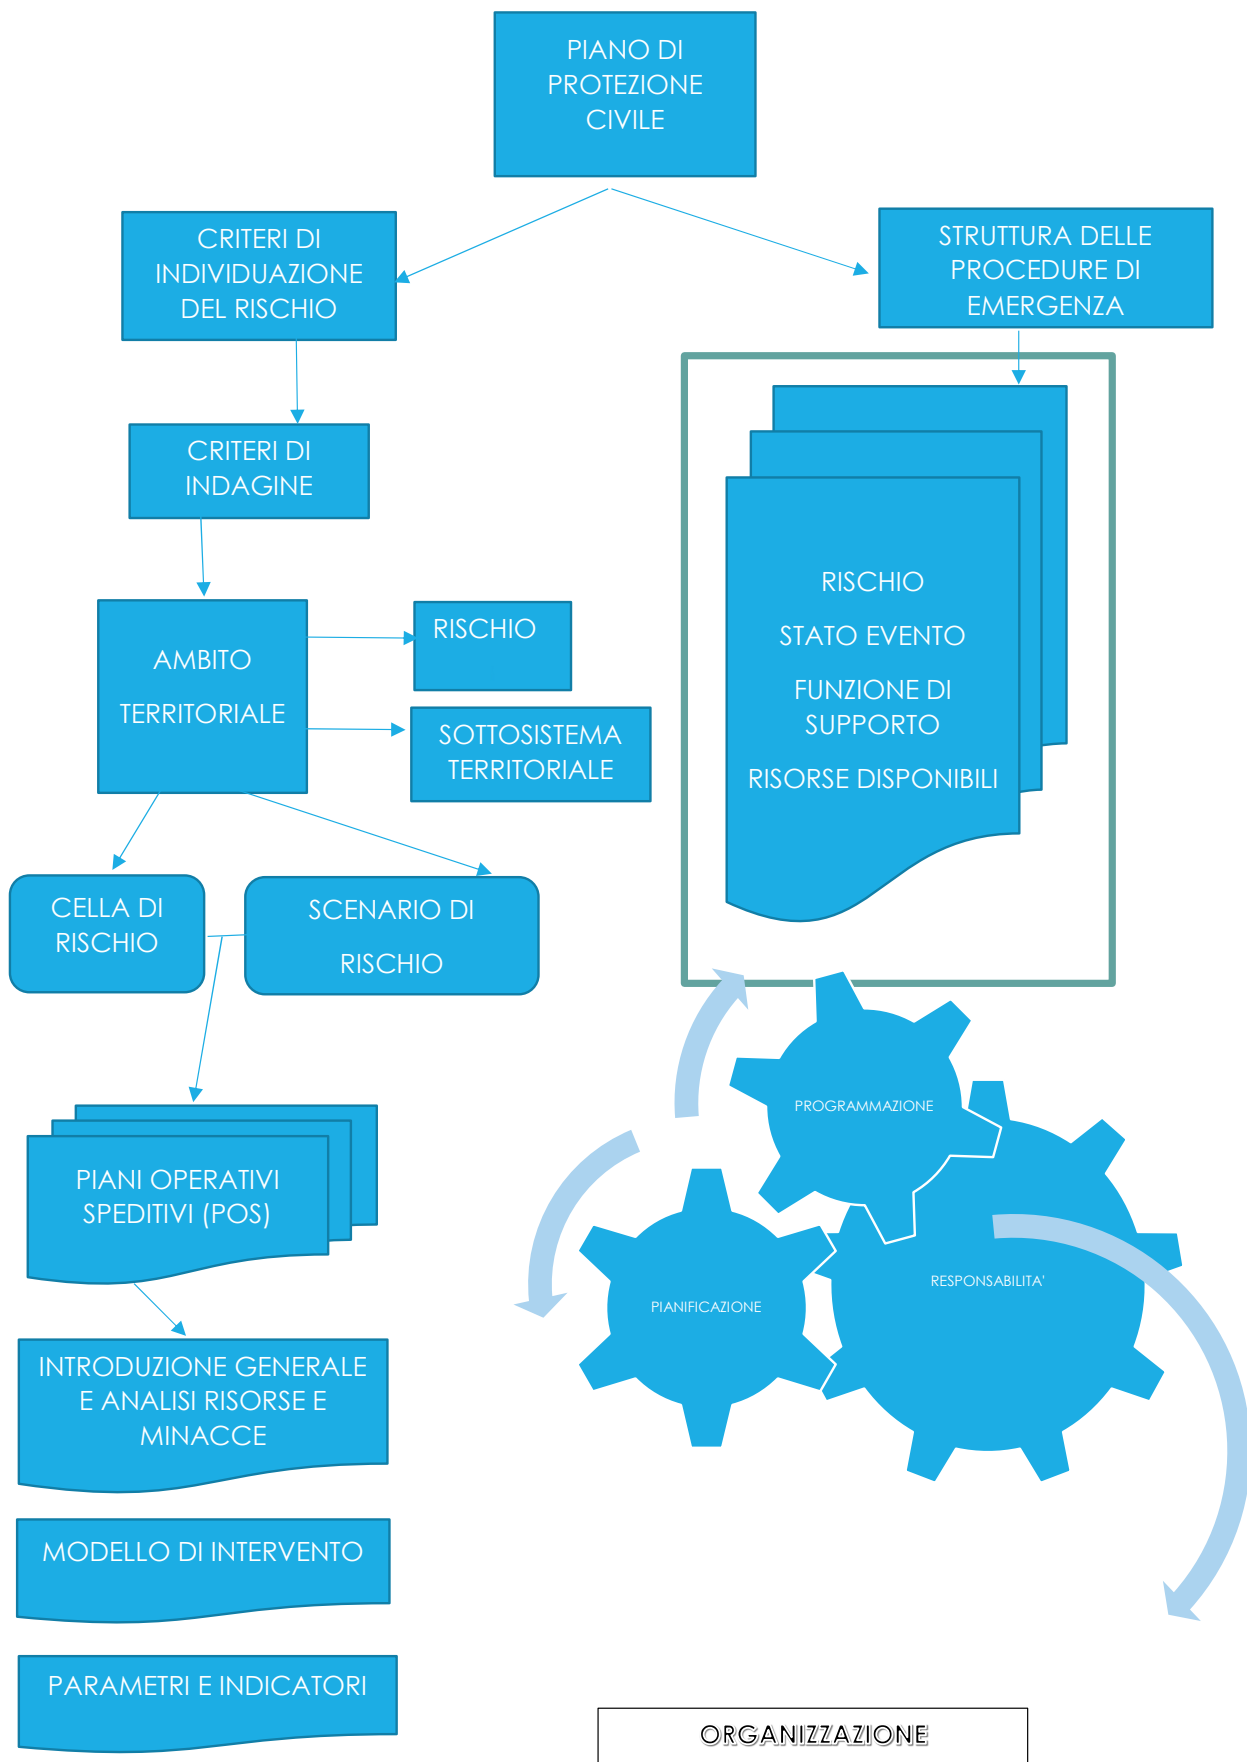 PIANO DI
PROTEZIONE
CIVILE
CRITERI DI
INDIVIDUAZIONE
DEL RISCHIO
STRUTTURA DELLE
PROCEDURE DI
EMERGENZA
CRITERI DI
INDAGINE
AMBITO
TERRITORIALE
RISCHIO
SOTTOSISTEMA
TERRITORIALE
RISCHIO
STATO EVENTO
FUNZIONE DI
SUPPORTO
RISORSE DISPONIBILI
CELLA DI
RISCHIO
SCENARIO DI
RISCHIO
PIANI OPERATIVI
SPEDITIVI (POS)
PROGRAMMAZIONE
PIANIFICAZIONE
RESPONSABILITA'
INTRODUZIONE GENERALE
E ANALISI RISORSE E
MINACCE
MODELLO DI INTERVENTO
PARAMETRI E INDICATORI
ORGANIZZAZIONE